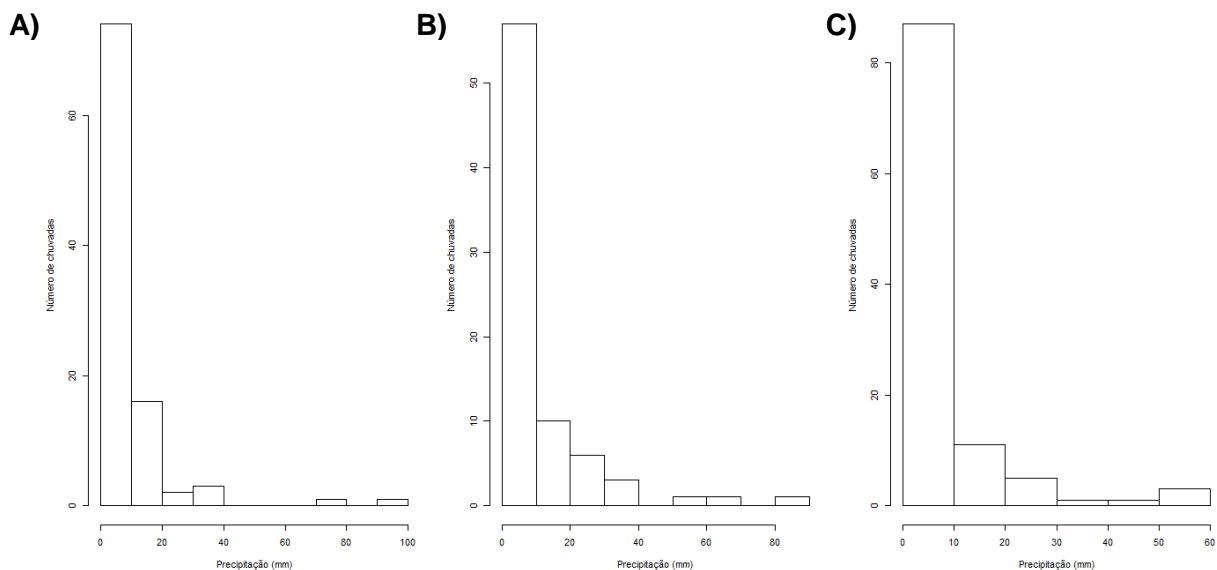 A)
Número de chuvadas
60
40
20
0
0 20 40 60 80 100
Precipitação (mm)
B)
Número de chuvadas
50
40
30
20
10
0
0 20 40 60 80
Precipitação (mm)
C)
Número de chuvadas
80
60
40
20
0
0 10 20 30 40 50 60
Precipitação (mm)